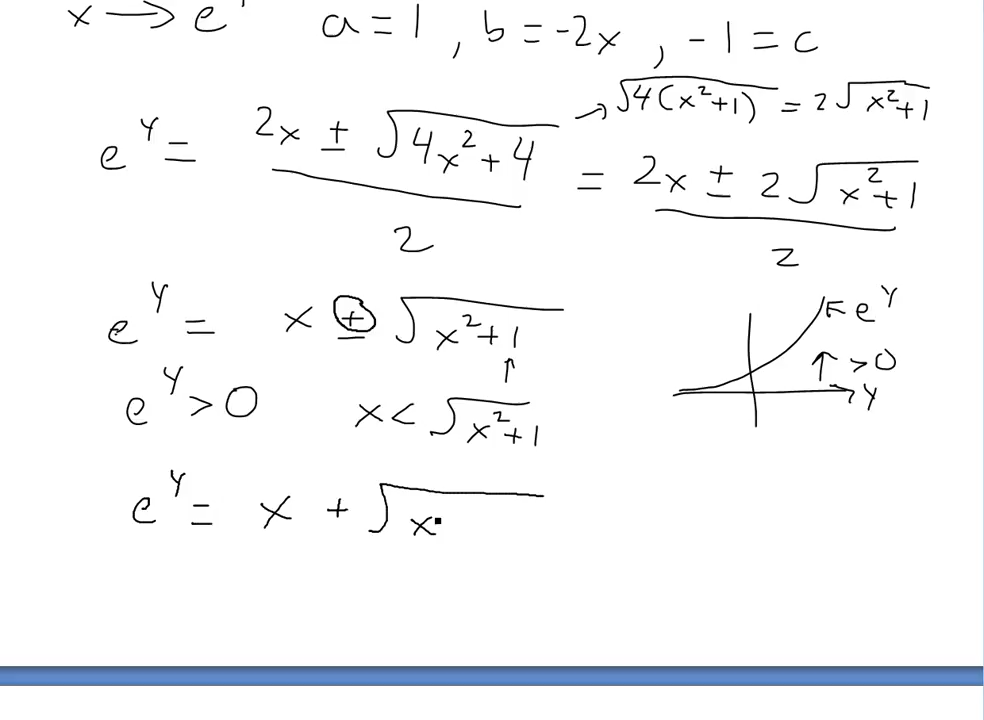 x → e^y a = 1, b = -2x, -1 = c
→ √(4(x²+1)) = 2√(x²+1)
e^y = (2x ± √(4x²+4))/2 = (2x ± 2√(x²+1))/2
e^y = x ± √(x²+1)
← e^y
↑ > 0
y
e^y > 0 x < √(x²+1)
e^y = x + √x